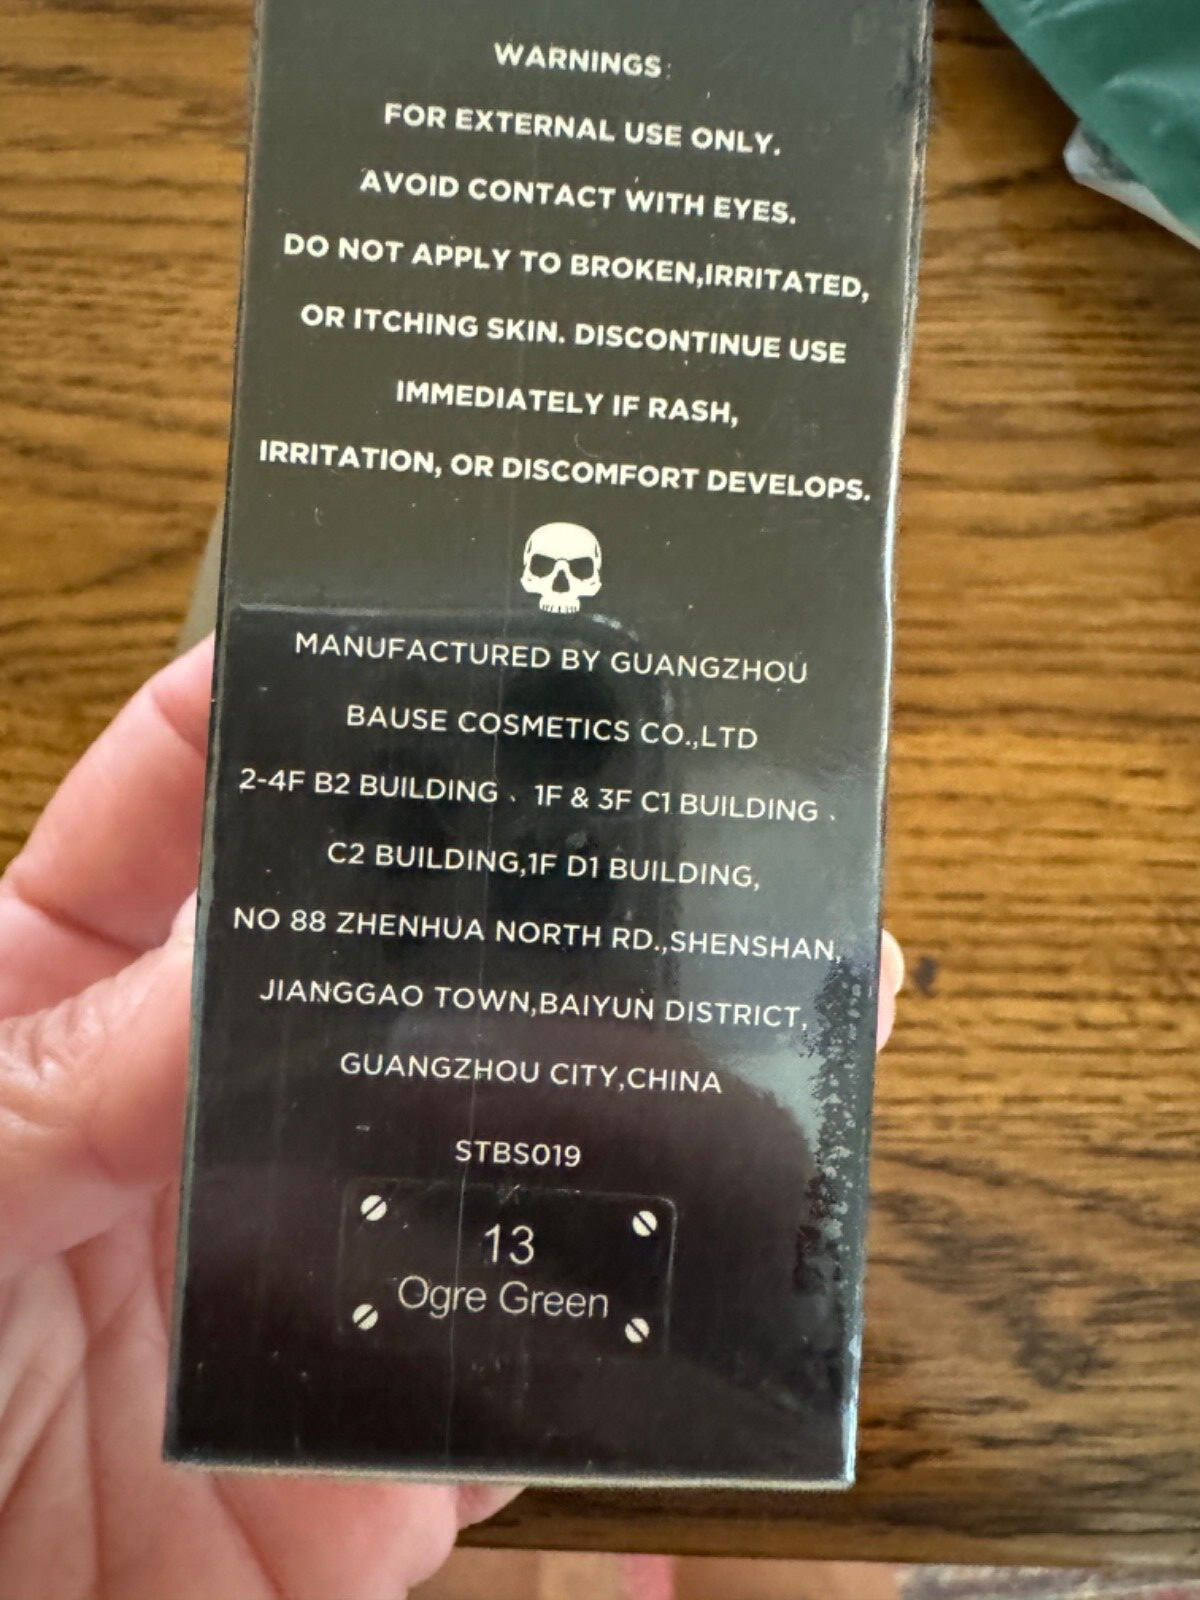 WARNINGS:
FOR EXTERNAL USE ONLY.
AVOID CONTACT WITH EYES.
DO NOT APPLY TO BROKEN,IRRITATED,
OR ITCHING SKIN. DISCONTINUE USE
IMMEDIATELY IF RASH,
IRRITATION, OR DISCOMFORT DEVELOPS.
MANUFACTURED BY GUANGZHOU
BAUSE COSMETICS CO.,LTD
2-4F B2 BUILDING、1F & 3F C1 BUILDING、
C2 BUILDING,1F D1 BUILDING,
NO 88 ZHENHUA NORTH RD.,SHENSHAN,
JIANGGAO TOWN,BAIYUN DISTRICT,
GUANGZHOU CITY,CHINA
STBS019
13
Ogre Green